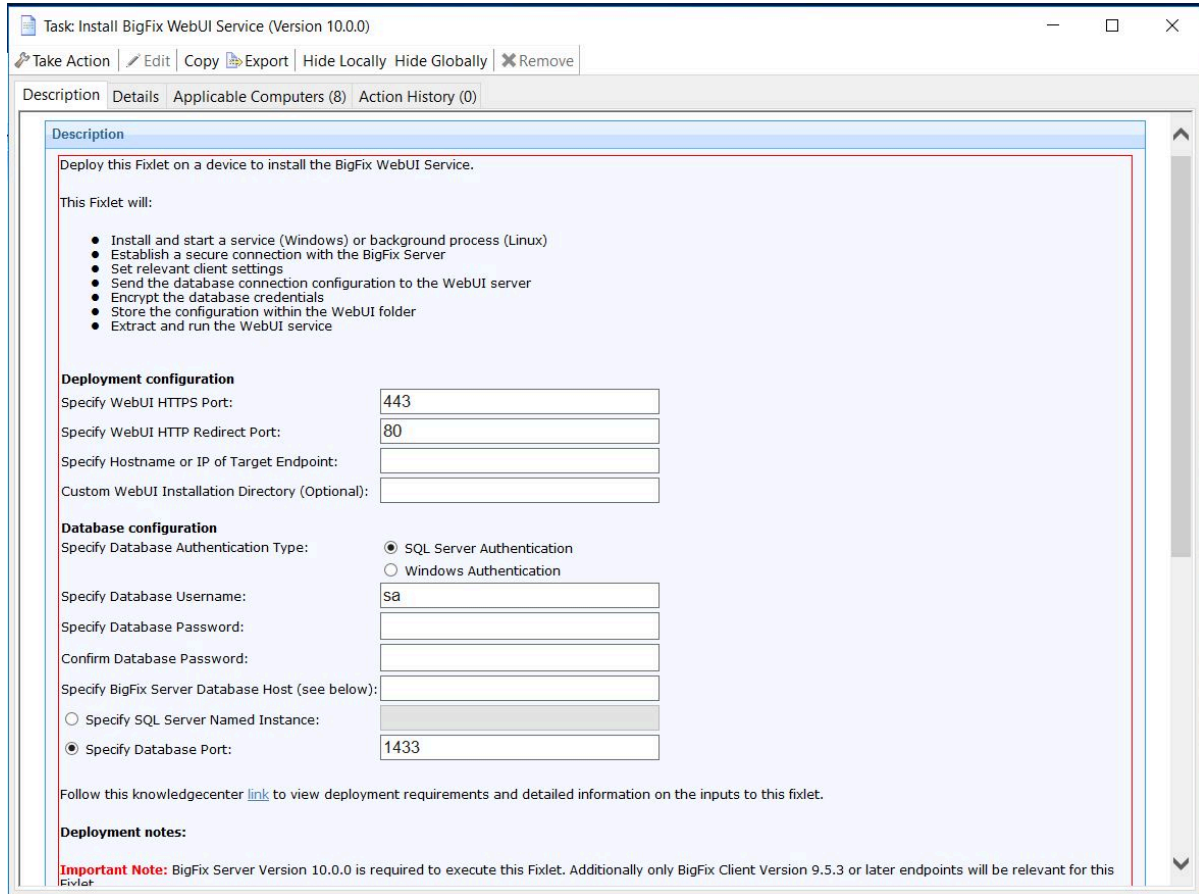 Task: Install BigFix WebUI Service (Version 10.0.0)
Take Action Edit Copy Export Hide Locally Hide Globally Remove
Description Details Applicable Computers (8) Action History (0)
Description
Deploy this Fixlet on a device to install the BigFix WebUI Service.
This Fixlet will:
● Install and start a service (Windows) or background process (Linux)
● Establish a secure connection with the BigFix Server
● Set relevant client settings
● Send the database connection configuration to the WebUI server
● Encrypt the database credentials
● Store the configuration within the WebUI folder
● Extract and run the WebUI service
Deployment configuration
Specify WebUI HTTPS Port: 443
Specify WebUI HTTP Redirect Port: 80
Specify Hostname or IP of Target Endpoint:
Custom WebUI Installation Directory (Optional):
Database configuration
Specify Database Authentication Type: SQL Server Authentication
Windows Authentication
Specify Database Username: sa
Specify Database Password:
Confirm Database Password:
Specify BigFix Server Database Host (see below):
Specify SQL Server Named Instance:
Specify Database Port: 1433
Follow this knowledgecenter link to view deployment requirements and detailed information on the inputs to this fixlet.
Deployment notes:
Important Note: BigFix Server Version 10.0.0 is required to execute this Fixlet. Additionally only BigFix Client Version 9.5.3 or later endpoints will be relevant for this
Fixlet